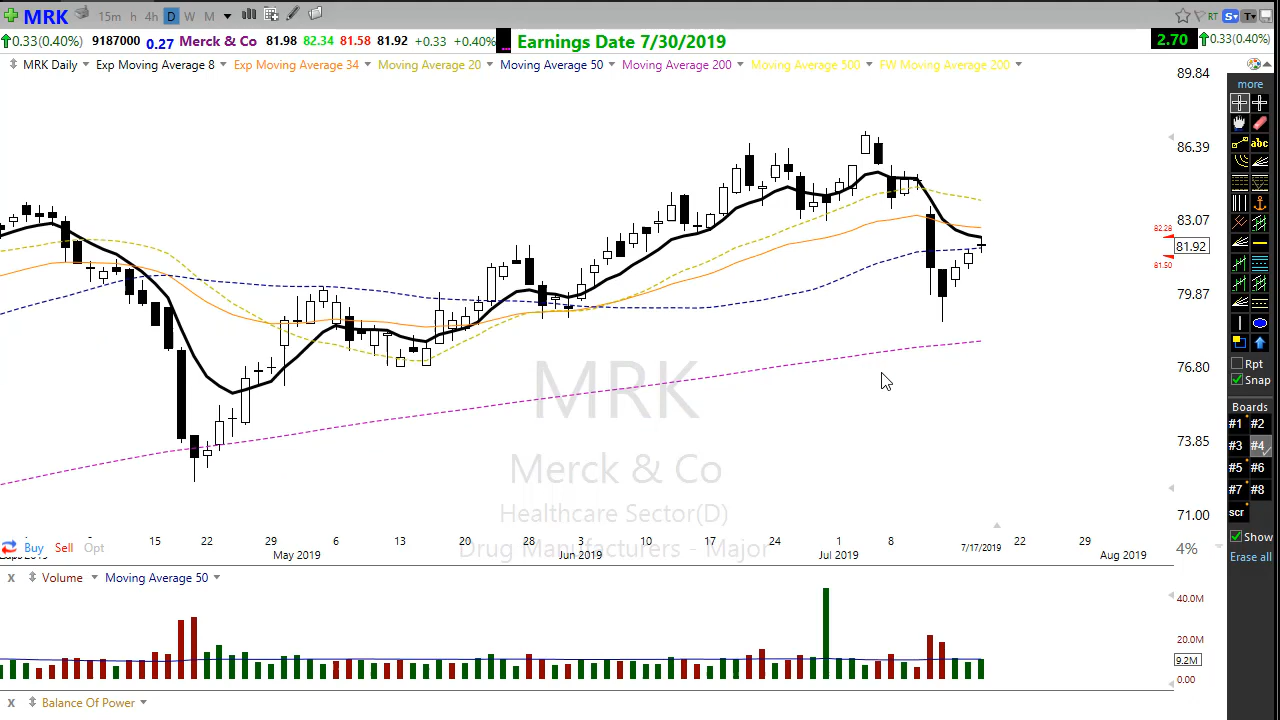 MRK 15m h 4h D W M RT S T
0.33(0.40%) 9187000 0.27 Merck & Co 81.98 82.34 81.58 81.92 +0.33 +0.40% Earnings Date 7/30/2019 2.70 0.33(0.40%)
MRK Daily Exp Moving Average 8 Exp Moving Average 34 Moving Average 20 Moving Average 50 Moving Average 200 Moving Average 500 FW Moving Average 200
more
abc
89.84
86.39
83.07
82.28
81.92
81.50
79.87
76.80
73.85
71.00
4%
MRK
Merck & Co
Healthcare Sector(D)
Drug Manufacturers - Major
Rpt
Snap
Boards
#1 #2
#3 #4
#5 #6
#7 #8
scr
Show
Erase all
15 22 29 6 13 20 28 3 10 17 24 1 8 22 29
May 2019 Jun 2019 Jul 2019 7/17/2019 Aug 2019
Buy Sell Opt
X Volume Moving Average 50
40.0M
20.0M
9.2M
0.00
X Balance Of Power